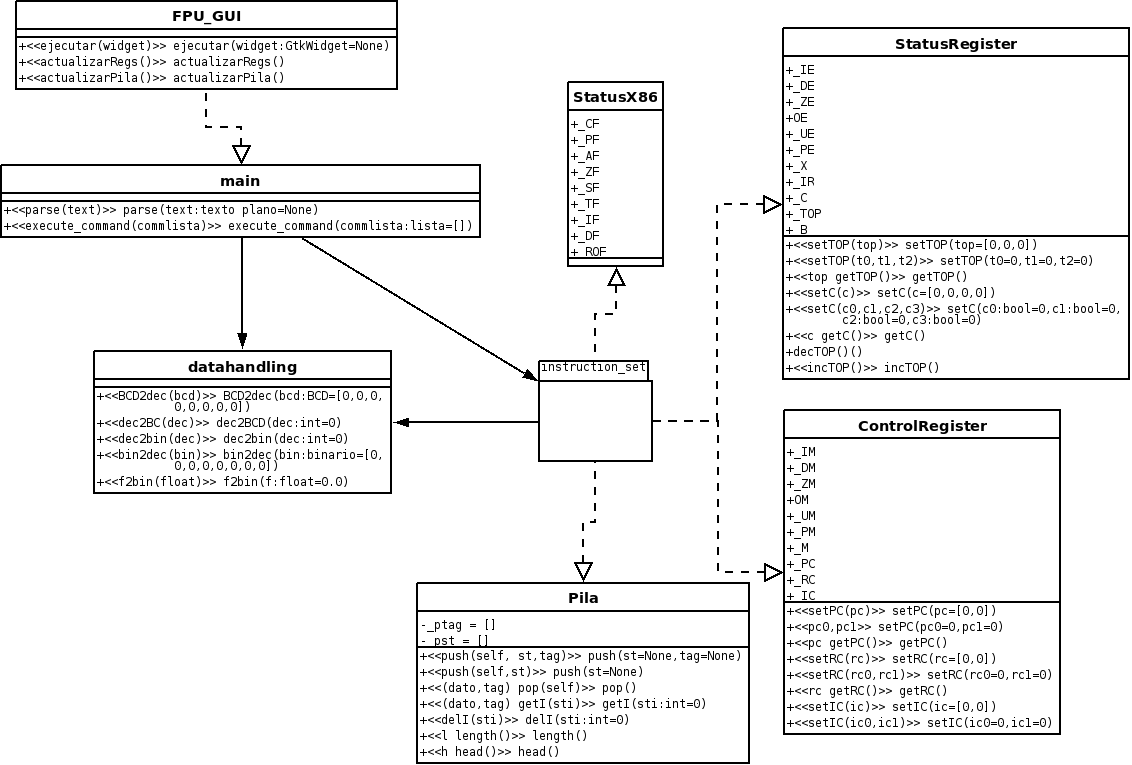 FPU_GUI
+<<ejecutar(widget)>> ejecutar(widget:GtkWidget=None)
+<<actualizarRegs()>> actualizarRegs()
+<<actualizarPila()>> actualizarPila()
main
+<<parse(text)>> parse(text:texto plano=None)
+<<execute_command(commlista)>> execute_command(commlista:lista=[])
StatusX86
+_CF
+_PF
+_AF
+_ZF
+_SF
+_TF
+_IF
+_DF
+_ROF
StatusRegister
+_IE
+_DE
+_ZE
+OE
+_UE
+_PE
+_X
+_IR
+_C
+_TOP
+_B
+<<setTOP(top)>> setTOP(top=[0,0,0])
+<<setTOP(t0,t1,t2)>> setTOP(t0=0,t1=0,t2=0)
+<<top getTOP()>> getTOP()
+<<setC(c)>> setC(c=[0,0,0,0])
+<<setC(c0,c1,c2,c3)>> setC(c0:bool=0,c1:bool=0,
c2:bool=0,c3:bool=0)
+<<c getC()>> getC()
+decTOP()()
+<<incTOP()>> incTOP()
datahandling
+<<BCD2dec(bcd)>> BCD2dec(bcd:BCD=[0,0,0,
0,0,0,0,0])
+<<dec2BC(dec)>> dec2BCD(dec:int=0)
+<<dec2bin(dec)>> dec2bin(dec:int=0)
+<<bin2dec(bin)>> bin2dec(bin:binario=[0,
0,0,0,0,0,0,0])
+<<f2bin(float)>> f2bin(f:float=0.0)
instruction_set
ControlRegister
+_IM
+_DM
+_ZM
+OM
+_UM
+_PM
+_M
+_PC
+_RC
+_IC
+<<setPC(pc)>> setPC(pc=[0,0])
+<<pc0,pc1>> setPC(pc0=0,pc1=0)
+<<pc getPC()>> getPC()
+<<setRC(rc)>> setRC(rc=[0,0])
+<<setRC(rc0,rc1)>> setRC(rc0=0,rc1=0)
+<<rc getRC()>> getRC()
+<<setIC(ic)>> setIC(ic=[0,0])
+<<setIC(ic0,ic1)>> setIC(ic0=0,ic1=0)
Pila
-_ptag = []
-_pst = []
+<<push(self, st,tag)>> push(st=None,tag=None)
+<<push(self,st)>> push(st=None)
+<<(dato,tag) pop(self)>> pop()
+<<(dato,tag) getI(sti)>> getI(sti:int=0)
+<<delI(sti)>> delI(sti:int=0)
+<<l length()>> length()
+<<h head()>> head()